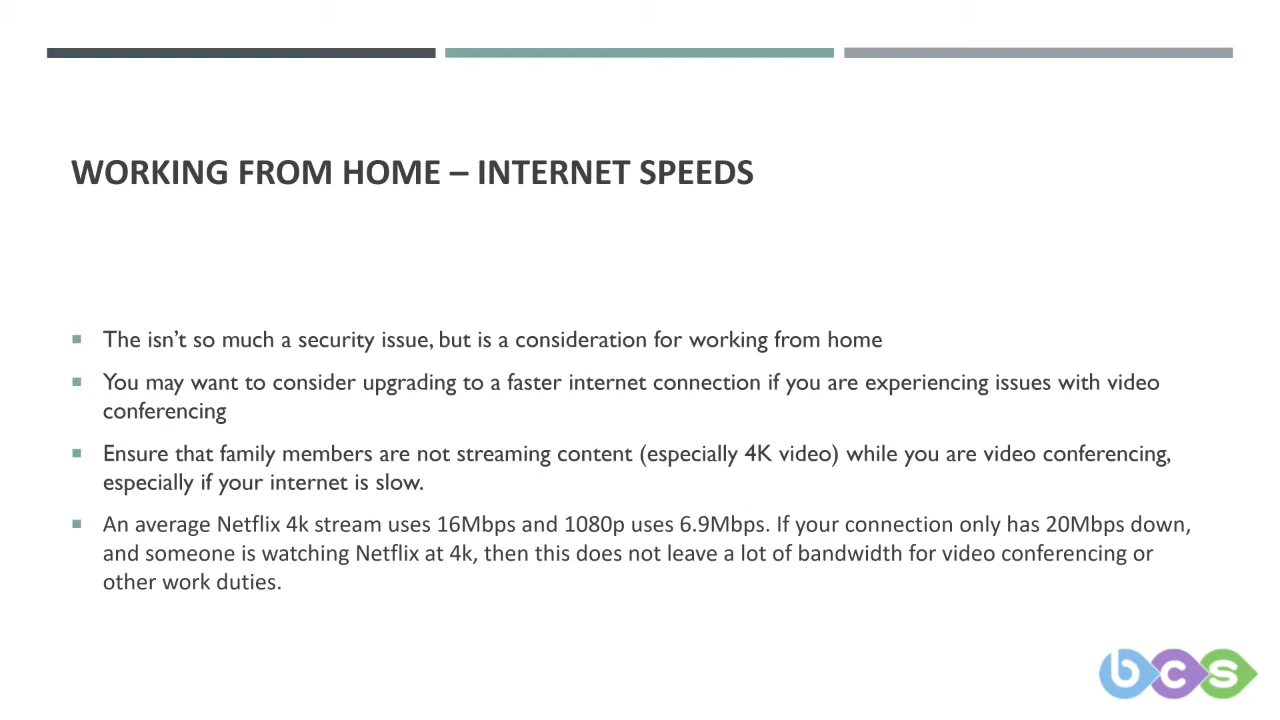 WORKING FROM HOME – INTERNET SPEEDS
The isn’t so much a security issue, but is a consideration for working from home
You may want to consider upgrading to a faster internet connection if you are experiencing issues with video
conferencing
Ensure that family members are not streaming content (especially 4K video) while you are video conferencing,
especially if your internet is slow.
An average Netflix 4k stream uses 16Mbps and 1080p uses 6.9Mbps. If your connection only has 20Mbps down,
and someone is watching Netflix at 4k, then this does not leave a lot of bandwidth for video conferencing or
other work duties.
bcs